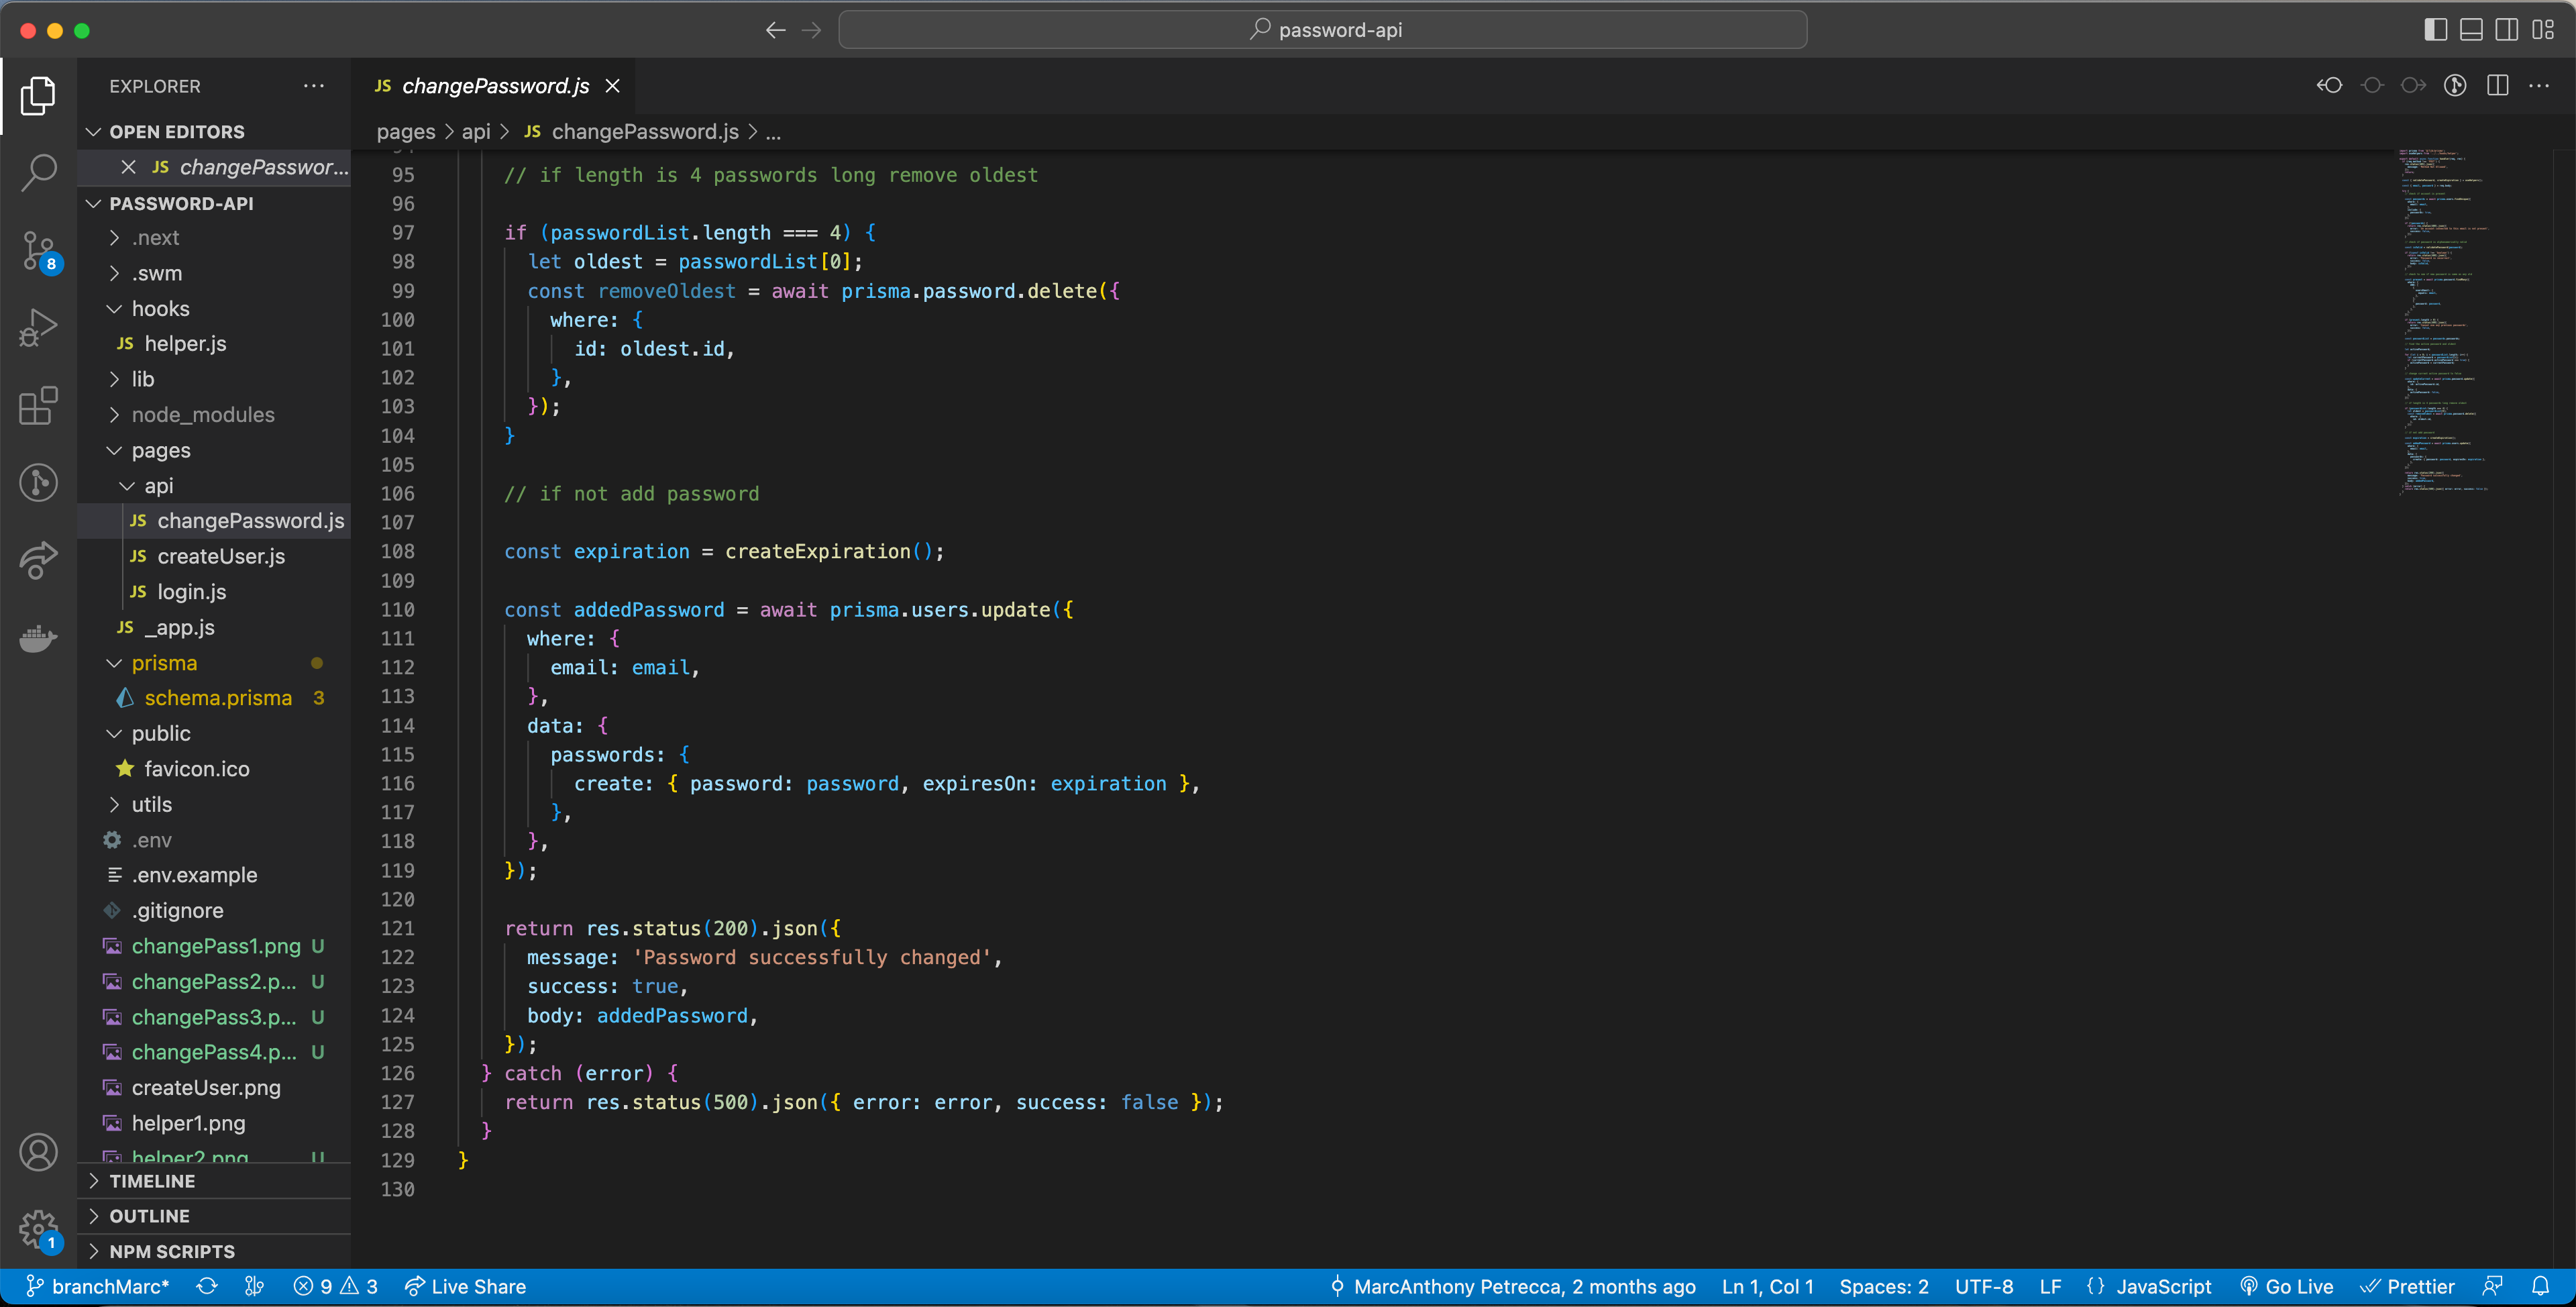 password-api
EXPLORER
OPEN EDITORS
JS changePasswor...
PASSWORD-API
.next
.swm
hooks
JS helper.js
lib
node_modules
pages
api
JS changePassword.js
JS createUser.js
JS login.js
JS _app.js
prisma
schema.prisma 3
public
favicon.ico
utils
.env
.env.example
.gitignore
changePass1.png U
changePass2.p... U
changePass3.p... U
changePass4.p... U
createUser.png
helper1.png
helper2.png U
TIMELINE
OUTLINE
NPM SCRIPTS
8
1
JS changePassword.js
pages > api > JS changePassword.js > ...
95 // if length is 4 passwords long remove oldest
96
97 if (passwordList.length === 4) {
98 let oldest = passwordList[0];
99 const removeOldest = await prisma.password.delete({
100 where: {
101 id: oldest.id,
102 },
103 });
104 }
105
106 // if not add password
107
108 const expiration = createExpiration();
109
110 const addedPassword = await prisma.users.update({
111 where: {
112 email: email,
113 },
114 data: {
115 passwords: {
116 create: { password: password, expiresOn: expiration },
117 },
118 },
119 });
120
121 return res.status(200).json({
122 message: 'Password successfully changed',
123 success: true,
124 body: addedPassword,
125 });
126 } catch (error) {
127 return res.status(500).json({ error: error, success: false });
128 }
129 }
130
branchMarc* 9 3 Live Share MarcAnthony Petrecca, 2 months ago Ln 1, Col 1 Spaces: 2 UTF-8 LF {} JavaScript Go Live Prettier